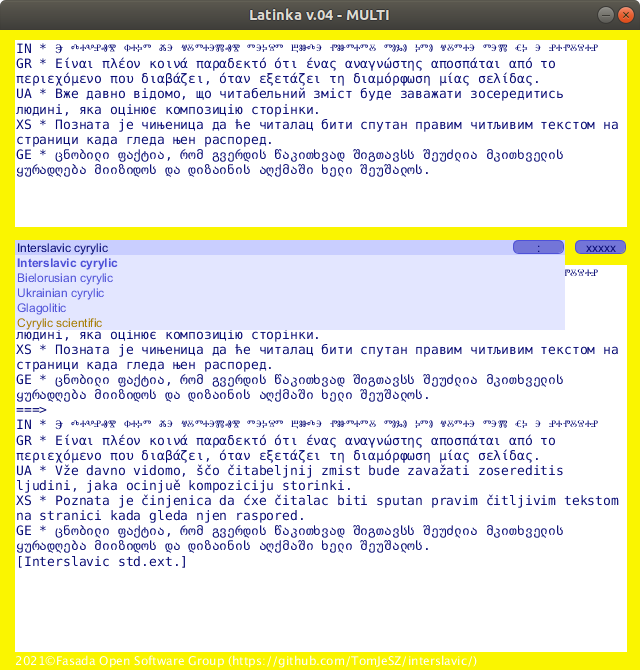 Latinka v.04 - MULTI
IN *
GR * Είναι πλέον κοινά παραδεκτό ότι ένας αναγνώστης αποσπάται από το
περιεχόμενο που διαβάζει, όταν εξετάζει τη διαμόρφωση μίας σελίδας.
UA * Вже давно відомо, що читабельний зміст буде заважати зосередитись
людині, яка оцінює композицію сторінки.
XS * Позната је чињеница да ће читалац бити спутан правим читљивим текстом на
страници када гледа њен распоред.
GE * ცნობილი ფაქტია, რომ გვერდის წაკითხვად შიგთავსს შეუძლია მკითხველის
ყურადღება მიიზიდოს და დიზაინის აღქმაში ხელი შეუშალოს.
Interslavic cyrylic : xxxxx
Interslavic cyrylic
Bielorusian cyrylic
Ukrainian cyrylic
Glagolitic
Cyrylic scientific
людині, яка оцінює композицію сторінки.
XS * Позната је чињеница да ће читалац бити спутан правим читљивим текстом на
страници када гледа њен распоред.
GE * ცნობილი ფაქტია, რომ გვერდის წაკითხვად შიგთავსს შეუძლია მკითხველის
ყურადღება მიიზიდოს და დიზაინის აღქმაში ხელი შეუშალოს.
===>
IN *
GR * Είναι πλέον κοινά παραδεκτό ότι ένας αναγνώστης αποσπάται από το
περιεχόμενο που διαβάζει, όταν εξετάζει τη διαμόρφωση μίας σελίδας.
UA * Vže davno vidomo, ščo čitabeljnij zmist bude zavažati zosereditis
ljudini, jaka ocinjuě kompoziciju storinki.
XS * Poznata je činjenica da ćxe čitalac biti sputan pravim čitljivim tekstom
na stranici kada gleda njen raspored.
GE * ცნობილი ფაქტია, რომ გვერდის წაკითხვად შიგთავსს შეუძლია მკითხველის
ყურადღება მიიზიდოს და დიზაინის აღქმაში ხელი შეუშალოს.
[Interslavic std.ext.]
2021©Fasada Open Software Group (https://github.com/TomJeSZ/interslavic/)